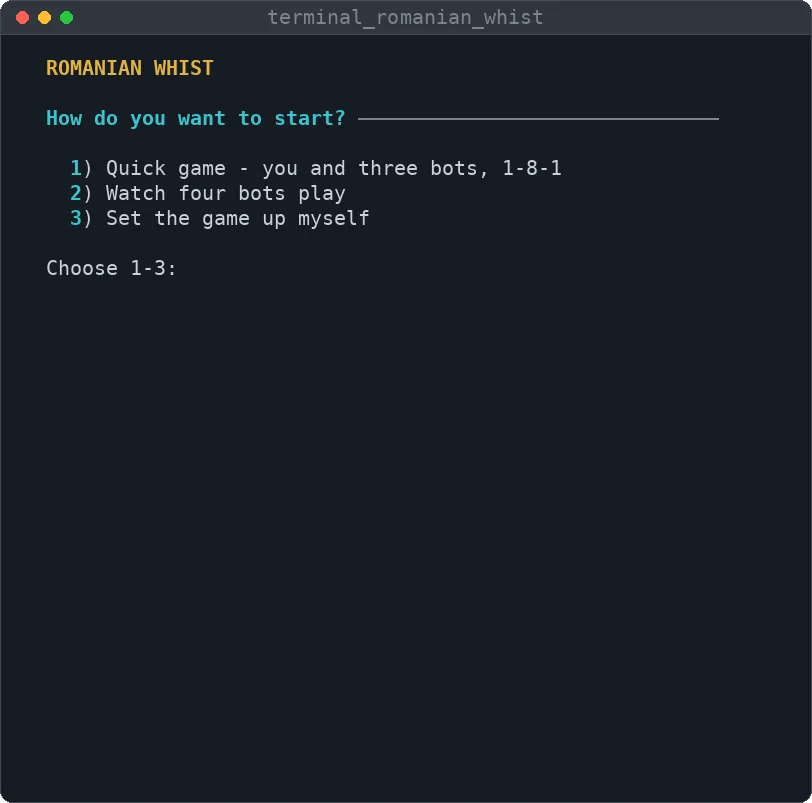 terminal_romanian_whist
ROMANIAN WHIST
How do you want to start?
1) Quick game - you and three bots, 1-8-1
2) Watch four bots play
3) Set the game up myself
Choose 1-3: